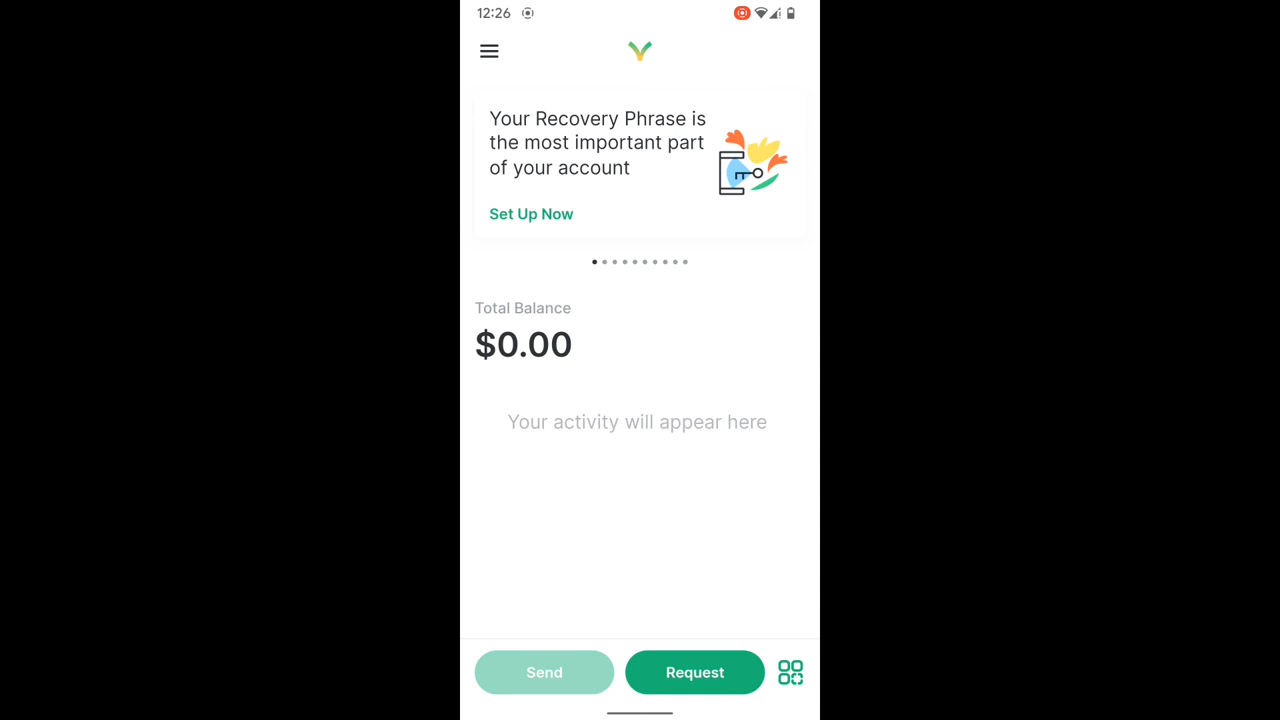 12:26
Your Recovery Phrase is
the most important part
of your account
Set Up Now
Total Balance
$0.00
Your activity will appear here
Send
Request